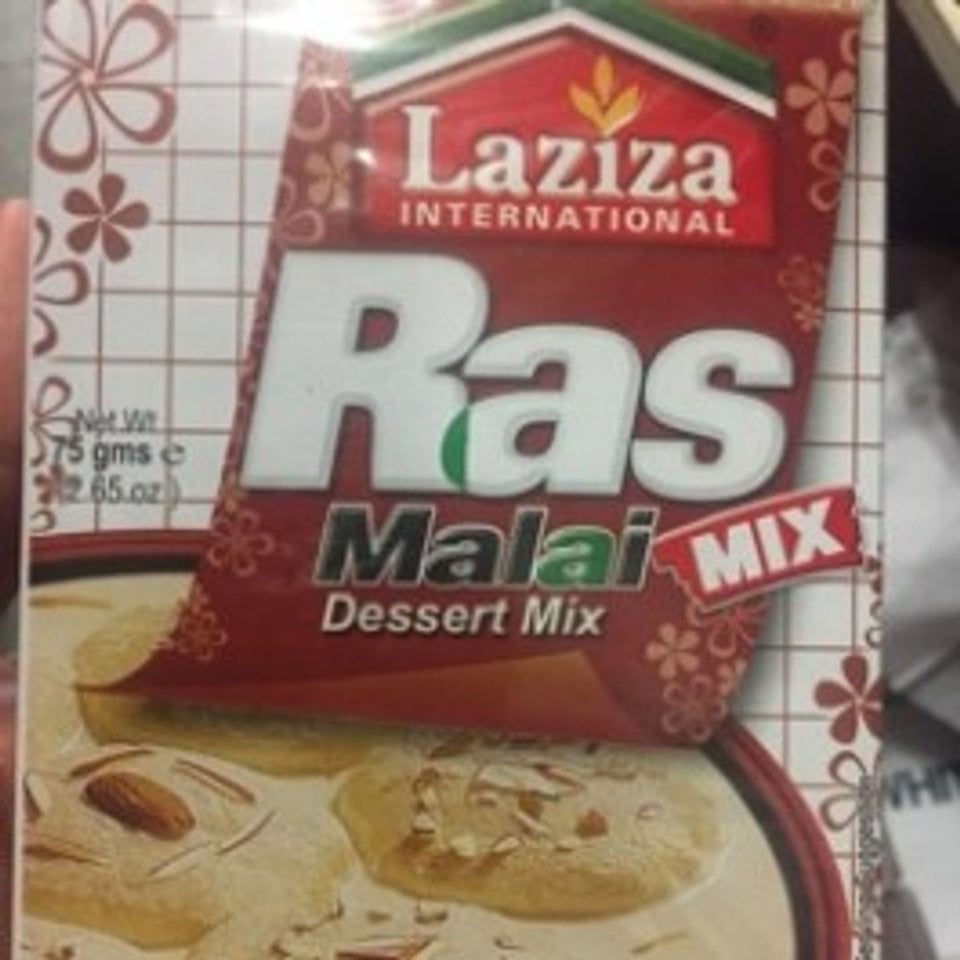 Laziza
INTERNATIONAL
Ras
Malai MIX
Dessert Mix
Net.Wt
75 gms e
(2.65.oz)